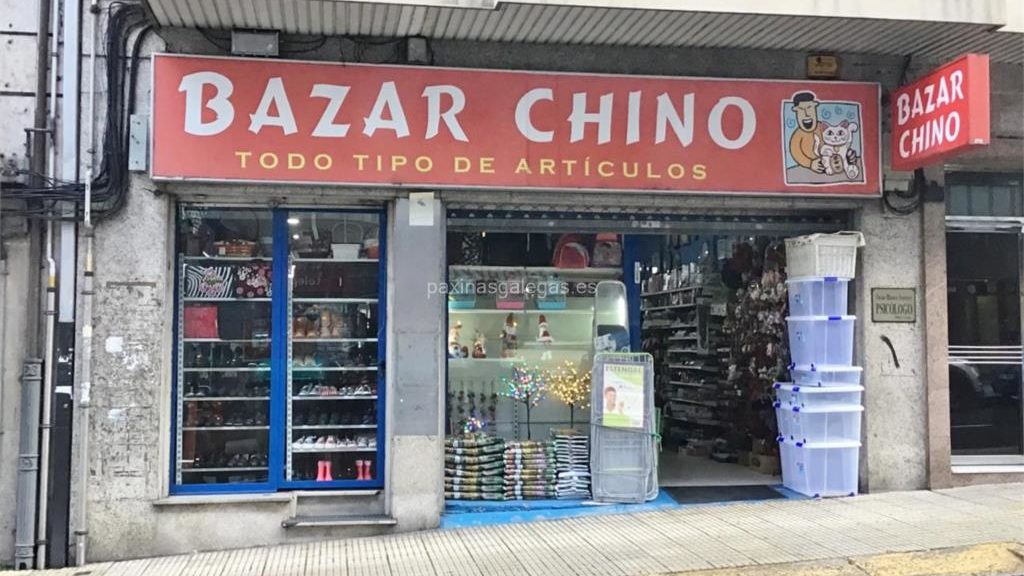 BAZAR CHINO
TODO TIPO DE ARTÍCULOS
BAZAR
CHINO
paxinasgalegas.es
PSICÓLOGO